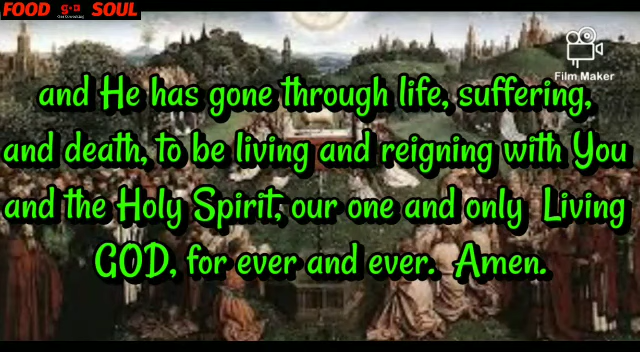 FOOD S4S SOUL
Film Maker
and He has gone through life, suffering,
and death, to be living and reigning with You
and the Holy Spirit; our one and only Living
GOD, for ever and ever. Amen.